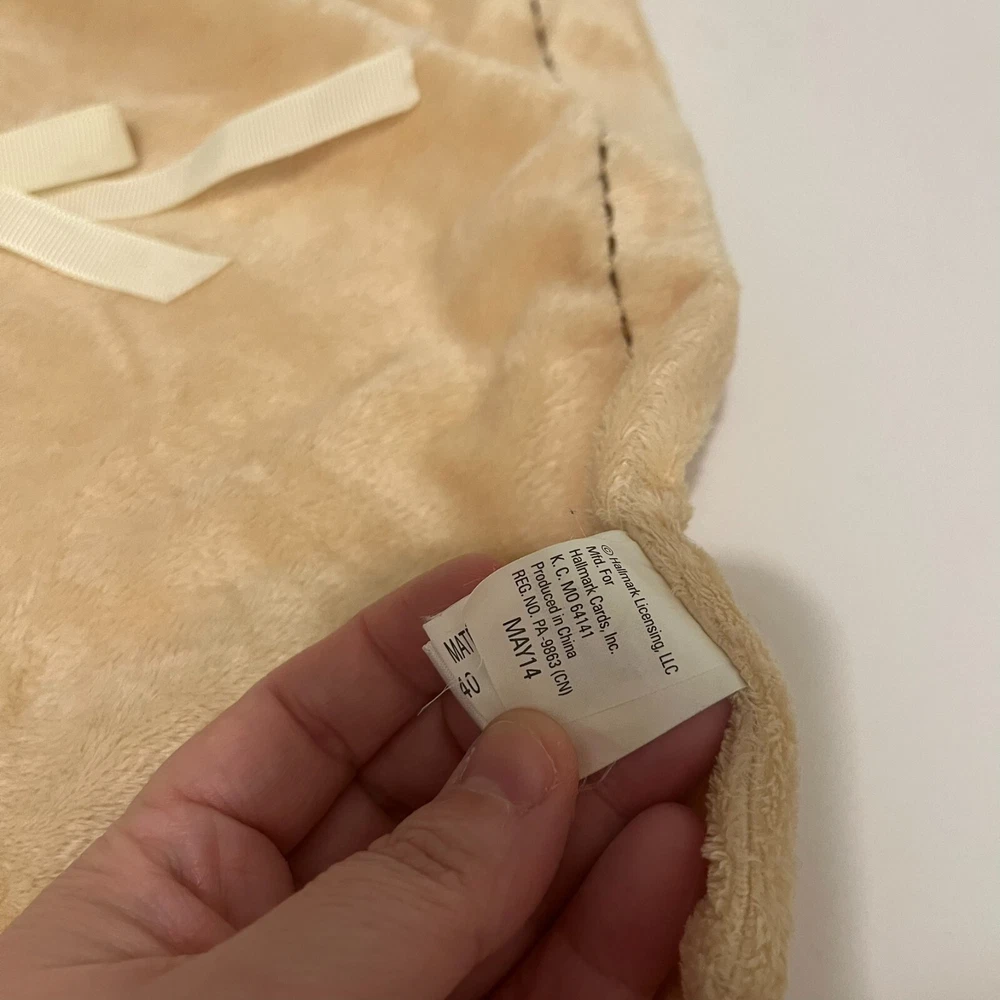 © Hallmark Licensing, LLC
Mfd. For
Hallmark Cards, Inc.
K. C. MO 64141
Produced in China
REG. NO. PA-9863 (CN)
MAY14